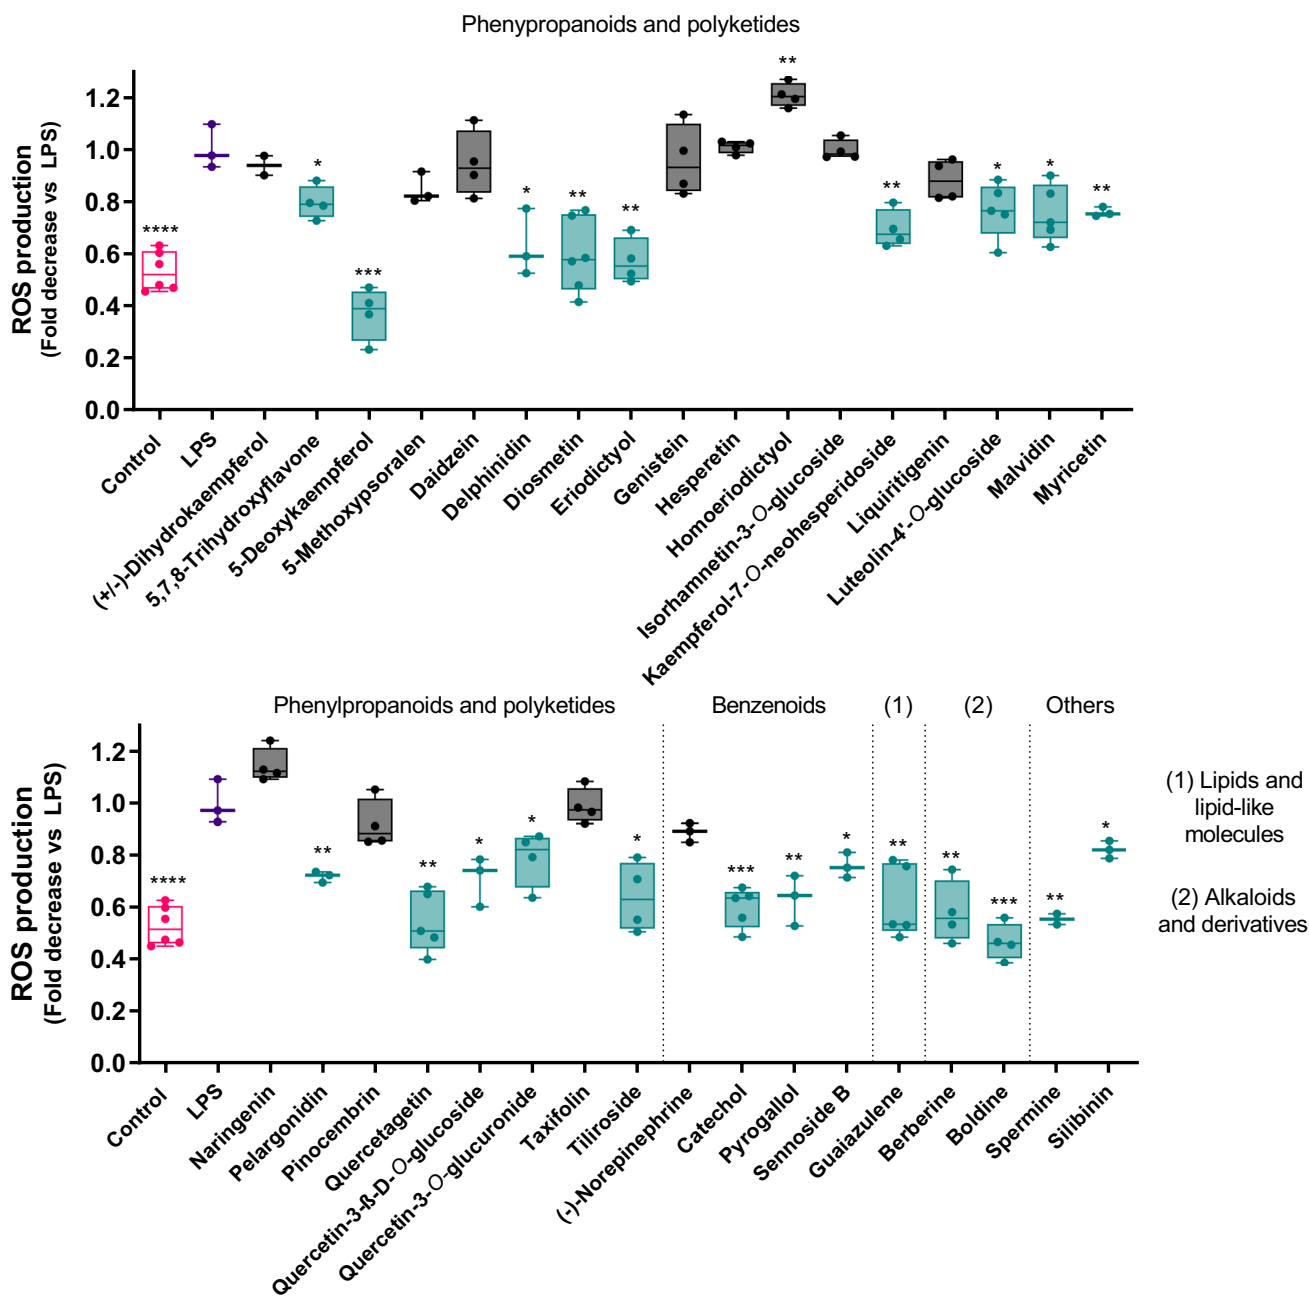 Phenypropanoids and polyketides
ROS production
(Fold decrease vs LPS)
1.2
1.0
0.8
0.6
0.4
0.2
0.0
****
*
***
*
**
**
**
**
*
*
**
Control
LPS
(+/-)-Dihydrokaempferol
5,7,8-Trihydroxyflavone
5-Deoxykaempferol
5-Methoxypsoralen
Daidzein
Delphinidin
Diosmetin
Eriodictyol
Genistein
Hesperetin
Homoeriodictyol
Isorhamnetin-3-O-glucoside
Kaempferol-7-O-neohesperidoside
Liquiritigenin
Luteolin-4'-O-glucoside
Malvidin
Myricetin
Phenylpropanoids and polyketides
Benzenoids
(1)
(2)
Others
ROS production
(Fold decrease vs LPS)
1.2
1.0
0.8
0.6
0.4
0.2
0.0
****
**
**
*
*
*
***
**
*
**
**
***
**
*
Control
LPS
Naringenin
Pelargonidin
Pinocembrin
Quercetagetin
Quercetin-3-ß-D-O-glucoside
Quercetin-3-O-glucuronide
Taxifolin
Tiliroside
(-)-Norepinephrine
Catechol
Pyrogallol
Sennoside B
Guaiazulene
Berberine
Boldine
Spermine
Silibinin
(1) Lipids and
lipid-like
molecules
(2) Alkaloids
and derivatives